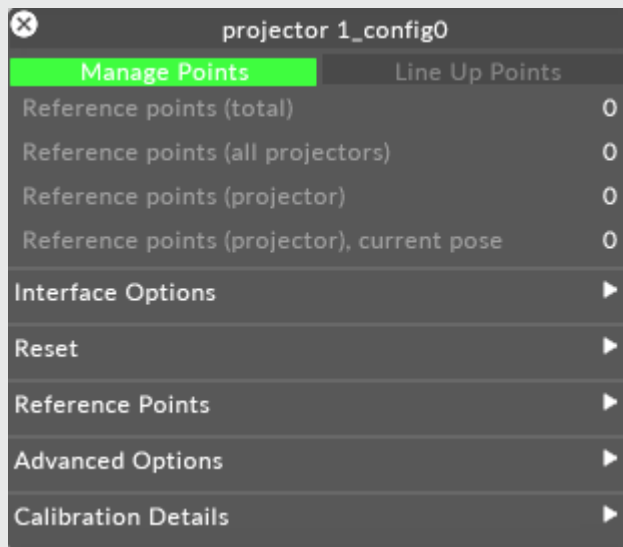 projector 1_config0
Manage Points Line Up Points
Reference points (total) 0
Reference points (all projectors) 0
Reference points (projector) 0
Reference points (projector), current pose 0
Interface Options
Reset
Reference Points
Advanced Options
Calibration Details